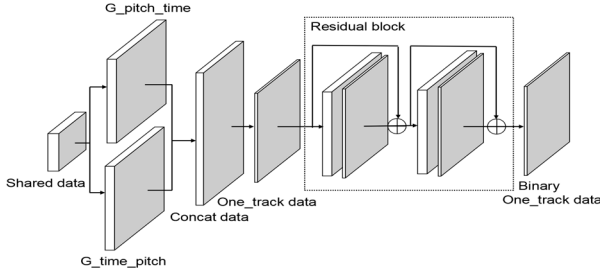 G_pitch_time
Residual block
Shared data
G_time_pitch
Concat data
One_track data
Binary
One_track data